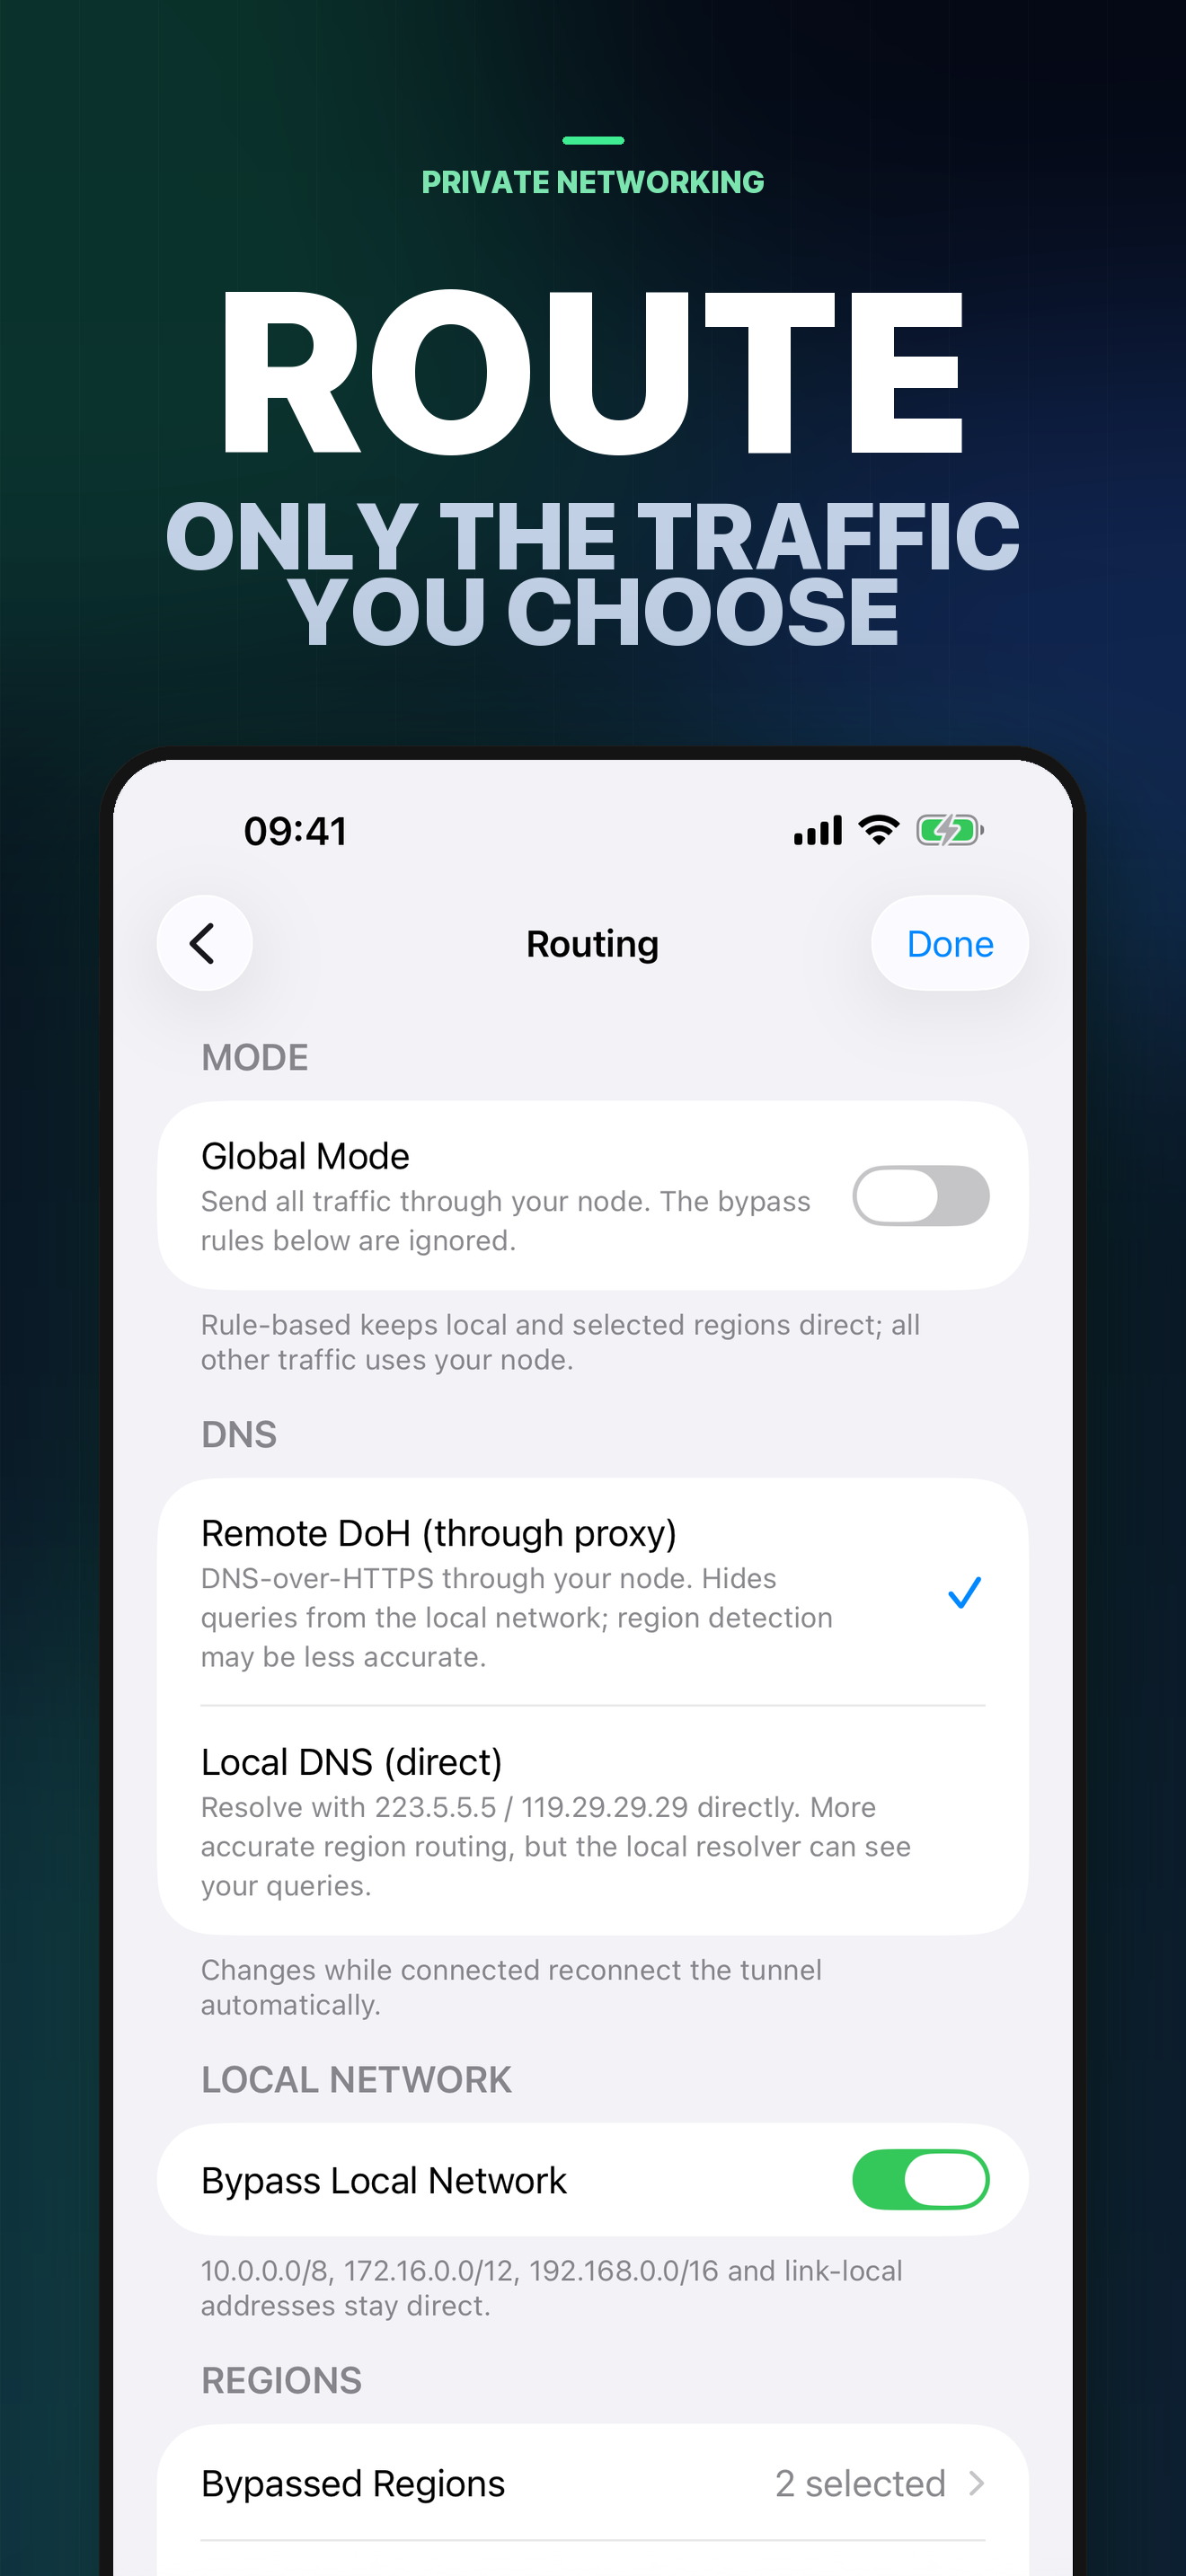 PRIVATE NETWORKING
ROUTE
ONLY THE TRAFFIC
YOU CHOOSE
09:41
Routing
Done
MODE
Global Mode
Send all traffic through your node. The bypass
rules below are ignored.
Rule-based keeps local and selected regions direct; all
other traffic uses your node.
DNS
Remote DoH (through proxy)
DNS-over-HTTPS through your node. Hides
queries from the local network; region detection
may be less accurate.
Local DNS (direct)
Resolve with 223.5.5.5 / 119.29.29.29 directly. More
accurate region routing, but the local resolver can see
your queries.
Changes while connected reconnect the tunnel
automatically.
LOCAL NETWORK
Bypass Local Network
10.0.0.0/8, 172.16.0.0/12, 192.168.0.0/16 and link-local
addresses stay direct.
REGIONS
Bypassed Regions
2 selected